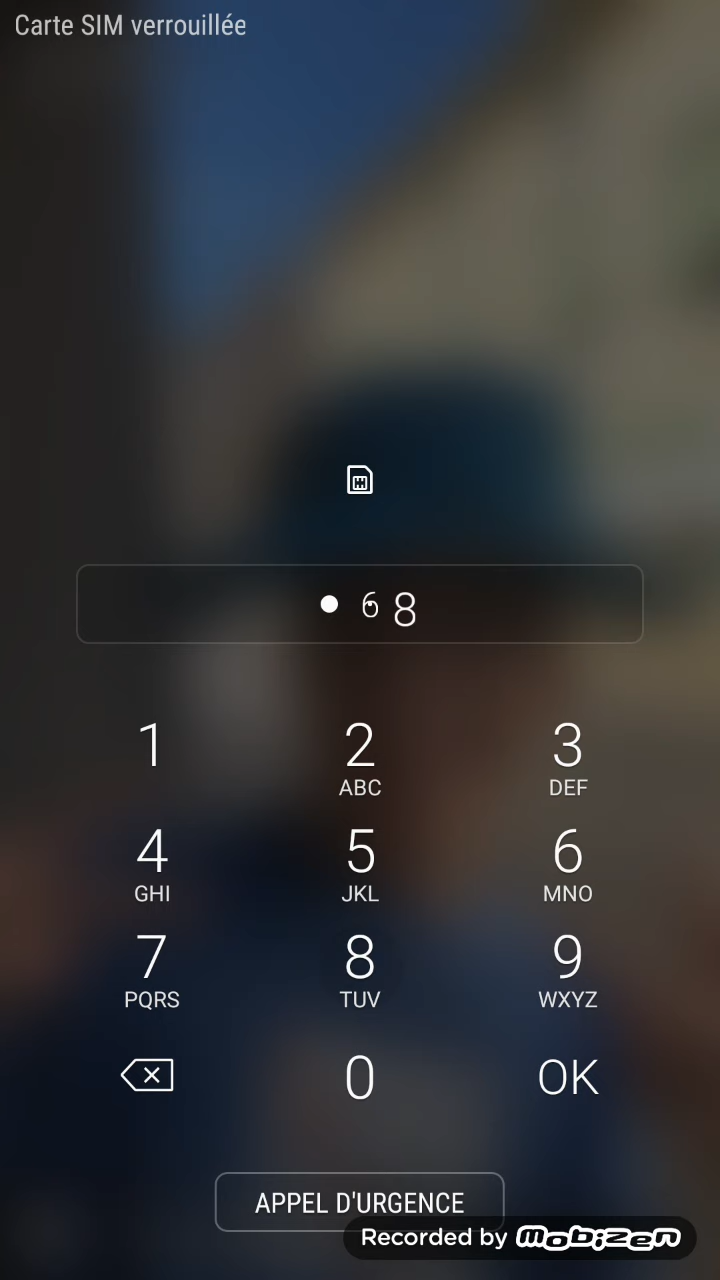 Carte SIM verrouillée
● 6 8
1 2 3
ABC DEF
4 5 6
GHI JKL MNO
7 8 9
PQRS TUV WXYZ
0 OK
APPEL D'URGENCE
Recorded by mobizen